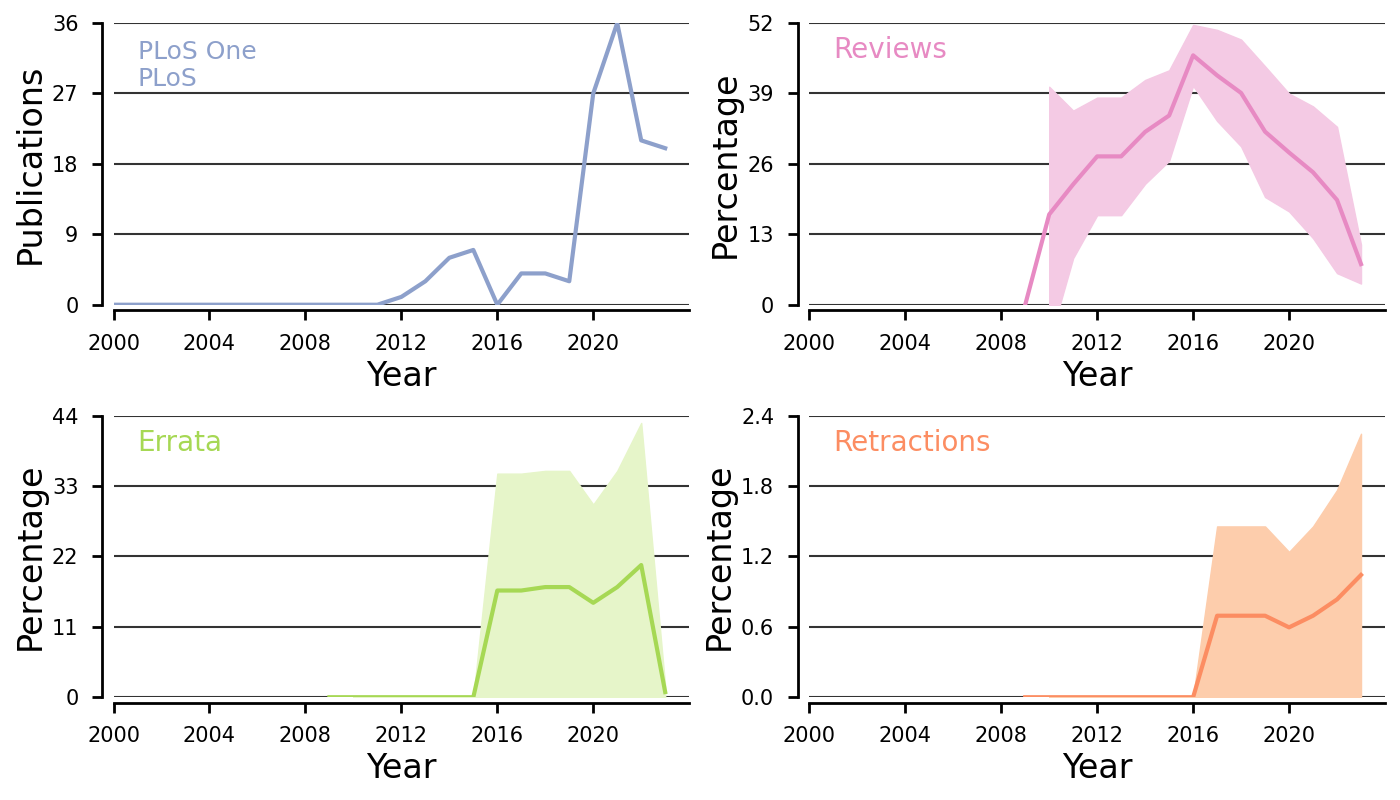 36
27
18
9
0
Publications
PLoS One
PLoS
2000 2004 2008 2012 2016 2020
Year
52
39
26
13
0
Percentage
Reviews
2000 2004 2008 2012 2016 2020
Year
44
33
22
11
0
Percentage
Errata
2000 2004 2008 2012 2016 2020
Year
2.4
1.8
1.2
0.6
0.0
Percentage
Retractions
2000 2004 2008 2012 2016 2020
Year